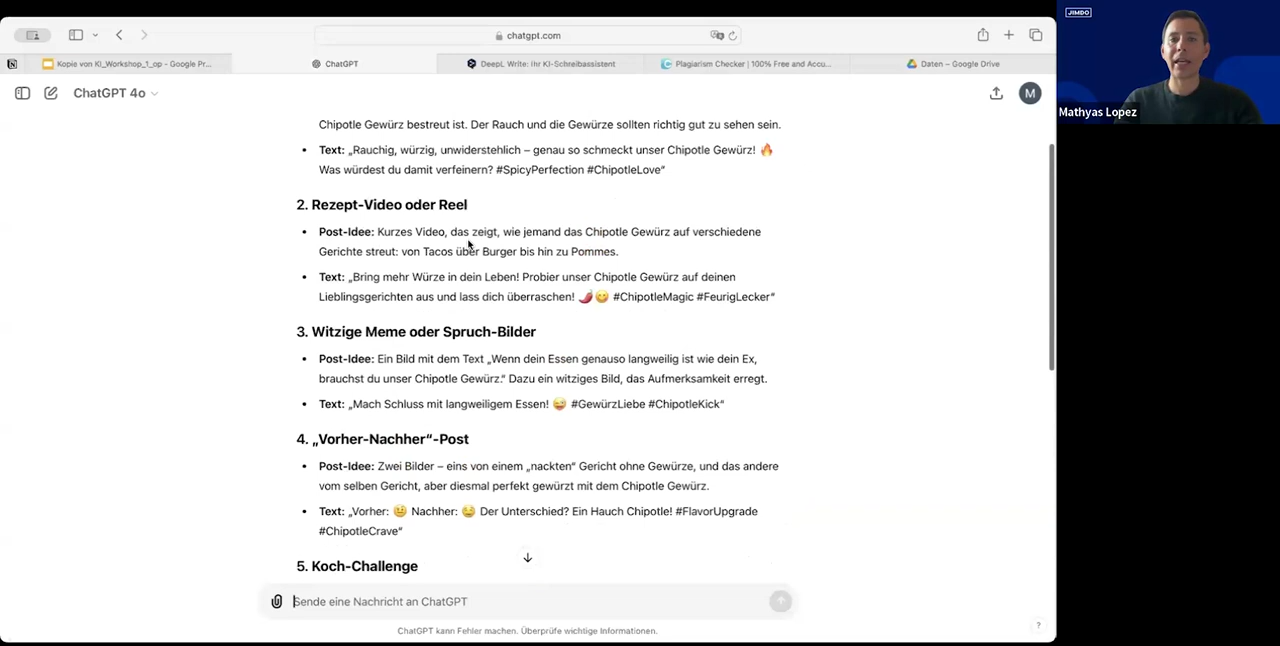 JIMDO
Mathyas Lopez
chatgpt.com
Kopie von KI_Workshop_1_op - Google Pr...
ChatGPT
DeepL Write: Ihr KI-Schreibassistent
Plagiarism Checker | 100% Free and Accu...
Daten – Google Drive
ChatGPT 4o
M
Chipotle Gewürz bestreut ist. Der Rauch und die Gewürze sollten richtig gut zu sehen sein.
• Text: „Rauchig, würzig, unwiderstehlich – genau so schmeckt unser Chipotle Gewürz! 🔥
Was würdest du damit verfeinern? #SpicyPerfection #ChipotleLove“
2. Rezept-Video oder Reel
• Post-Idee: Kurzes Video, das zeigt, wie jemand das Chipotle Gewürz auf verschiedene
Gerichte streut: von Tacos über Burger bis hin zu Pommes.
• Text: „Bring mehr Würze in dein Leben! Probier unser Chipotle Gewürz auf deinen
Lieblingsgerichten aus und lass dich überraschen! 🌶️😋 #ChipotleMagic #FeurigLecker“
3. Witzige Meme oder Spruch-Bilder
• Post-Idee: Ein Bild mit dem Text „Wenn dein Essen genauso langweilig ist wie dein Ex,
brauchst du unser Chipotle Gewürz.“ Dazu ein witziges Bild, das Aufmerksamkeit erregt.
• Text: „Mach Schluss mit langweiligem Essen! 😜 #GewürzLiebe #ChipotleKick“
4. „Vorher-Nachher“-Post
• Post-Idee: Zwei Bilder – eins von einem „nackten“ Gericht ohne Gewürze, und das andere
vom selben Gericht, aber diesmal perfekt gewürzt mit dem Chipotle Gewürz.
• Text: „Vorher: 😐 Nachher: 🤤 Der Unterschied? Ein Hauch Chipotle! #FlavorUpgrade
#ChipotleCrave“
5. Koch-Challenge
Sende eine Nachricht an ChatGPT
ChatGPT kann Fehler machen. Überprüfe wichtige Informationen.
?